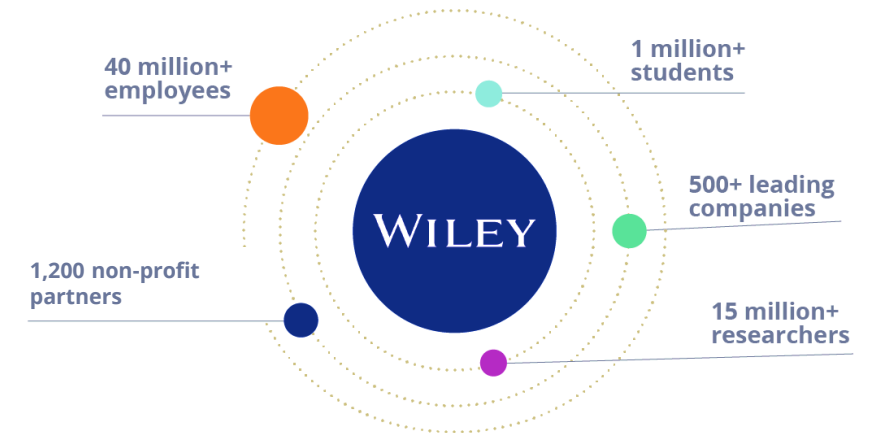 40 million+
employees
1 million+
students
WILEY
500+ leading
companies
1,200 non-profit
partners
15 million+
researchers